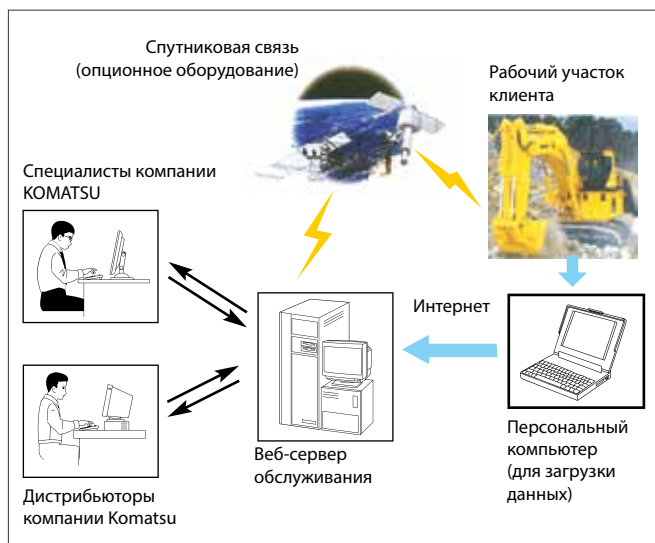 Спутниковая связь
(опционное оборудование)
Рабочий участок
клиента
Специалисты компании
KOMATSU
Интернет
Веб-сервер
обслуживания
Персональный
компьютер
(для загрузки
данных)
Дистрибьюторы
компании Komatsu